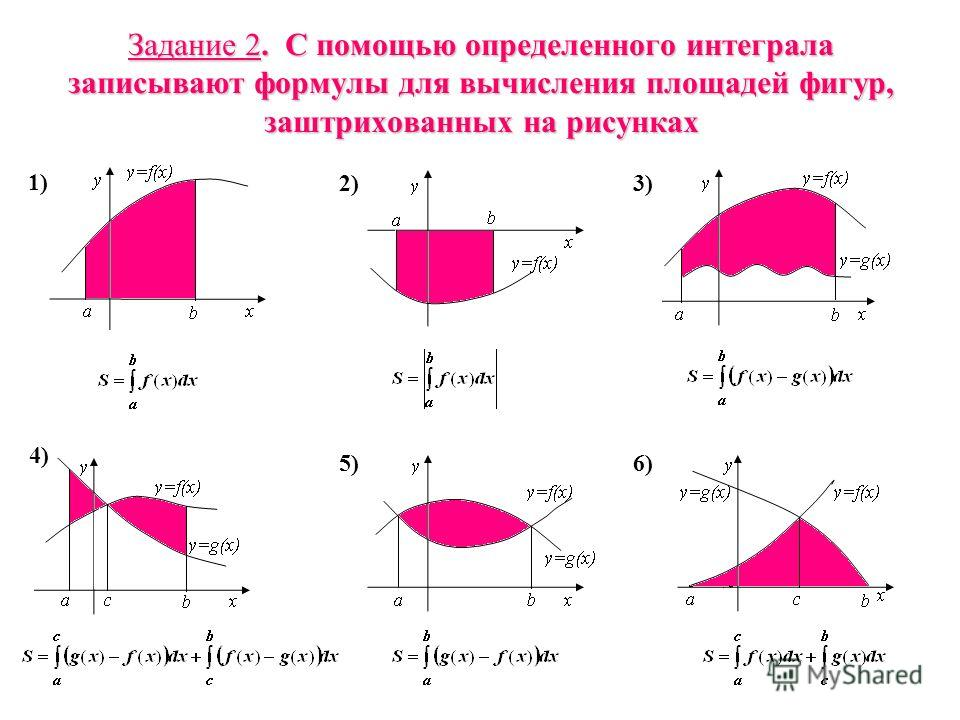 Задание 2. С помощью определенного интеграла
записывают формулы для вычисления площадей фигур,
заштрихованных на рисунках
1)
y
y=f(x)
a
b
x
S = ∫_a^b f(x)dx
2)
y
a
b
x
y=f(x)
S = |∫_a^b f(x)dx|
3)
y
y=f(x)
y=g(x)
a
b
x
S = ∫_a^b (f(x) − g(x))dx
4)
y
y=f(x)
y=g(x)
a
c
b
x
S = ∫_a^c (g(x) − f(x))dx + ∫_c^b (f(x) − g(x))dx
5)
y
y=f(x)
y=g(x)
a
b
x
S = ∫_a^b (g(x) − f(x))dx
6)
y
y=g(x)
y=f(x)
a
c
b
x
S = ∫_a^c f(x)dx + ∫_c^b g(x)dx
MyShared